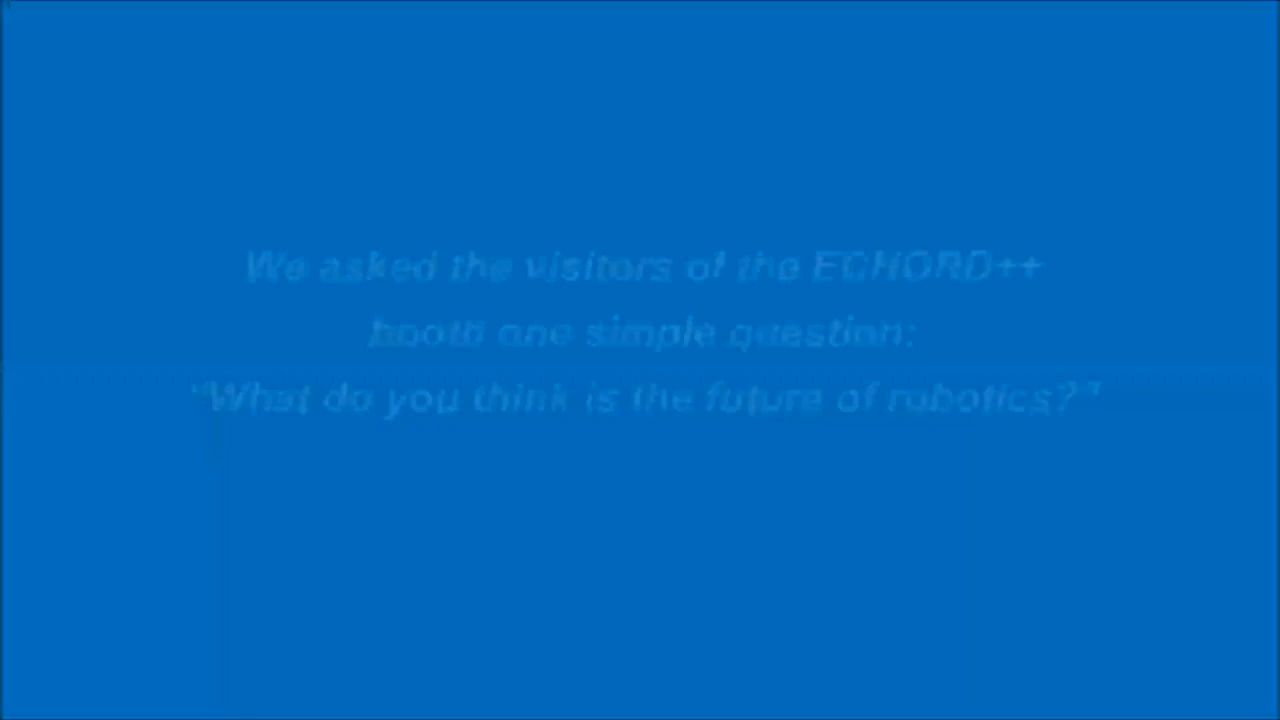 We asked the visitors of the ECHORD++
booth one simple question:
"What do you think is the future of robotics?"